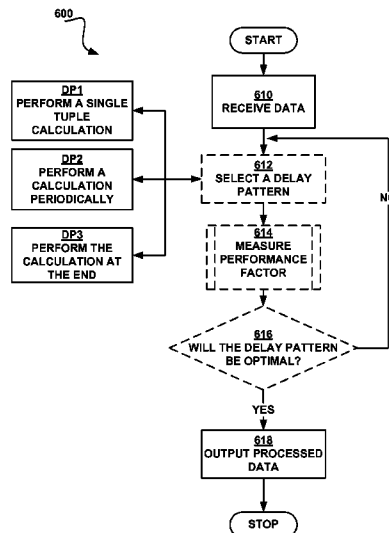 600
START
DP1
PERFORM A SINGLE
TUPLE
CALCULATION
610
RECEIVE DATA
DP2
PERFORM A
CALCULATION
PERIODICALLY
612
SELECT A DELAY
PATTERN
DP3
PERFORM THE
CALCULATION AT
THE END
614
MEASURE
PERFORMANCE
FACTOR
616
WILL THE DELAY PATTERN
BE OPTIMAL?
YES
618
OUTPUT PROCESSED
DATA
STOP